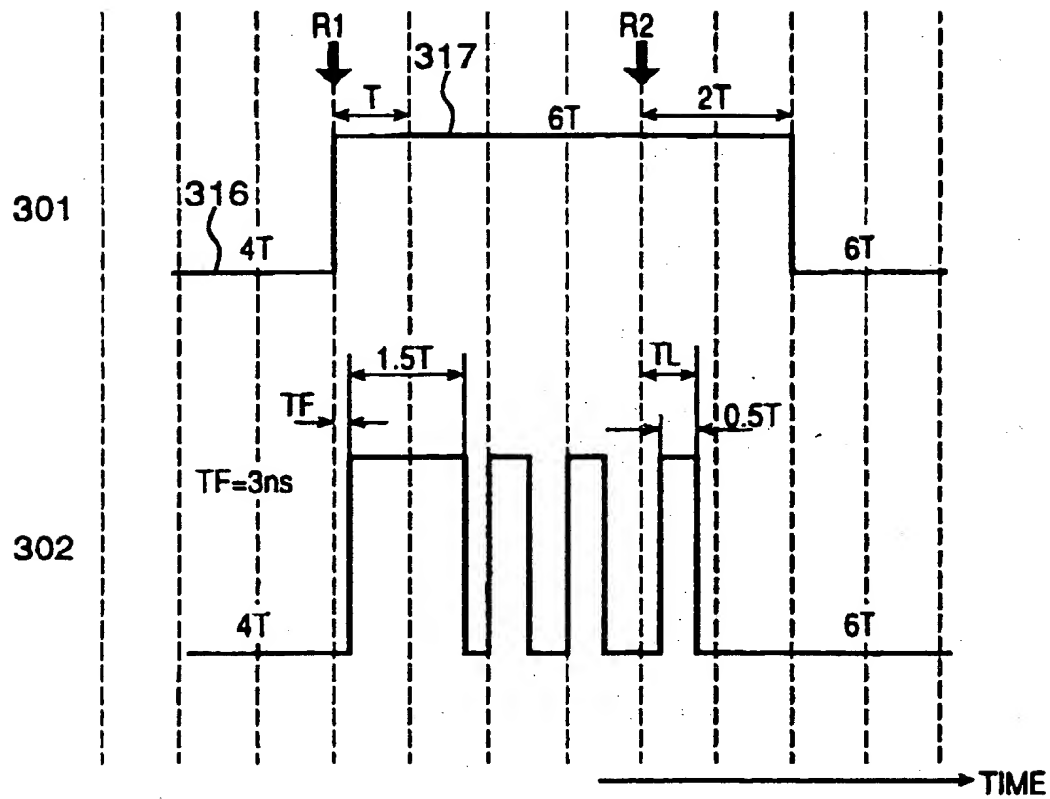 R1
R2
317
T
2T
6T
316
301
4T
6T
1.5T
TL
TF
0.5T
TF=3ns
302
4T
6T
TIME